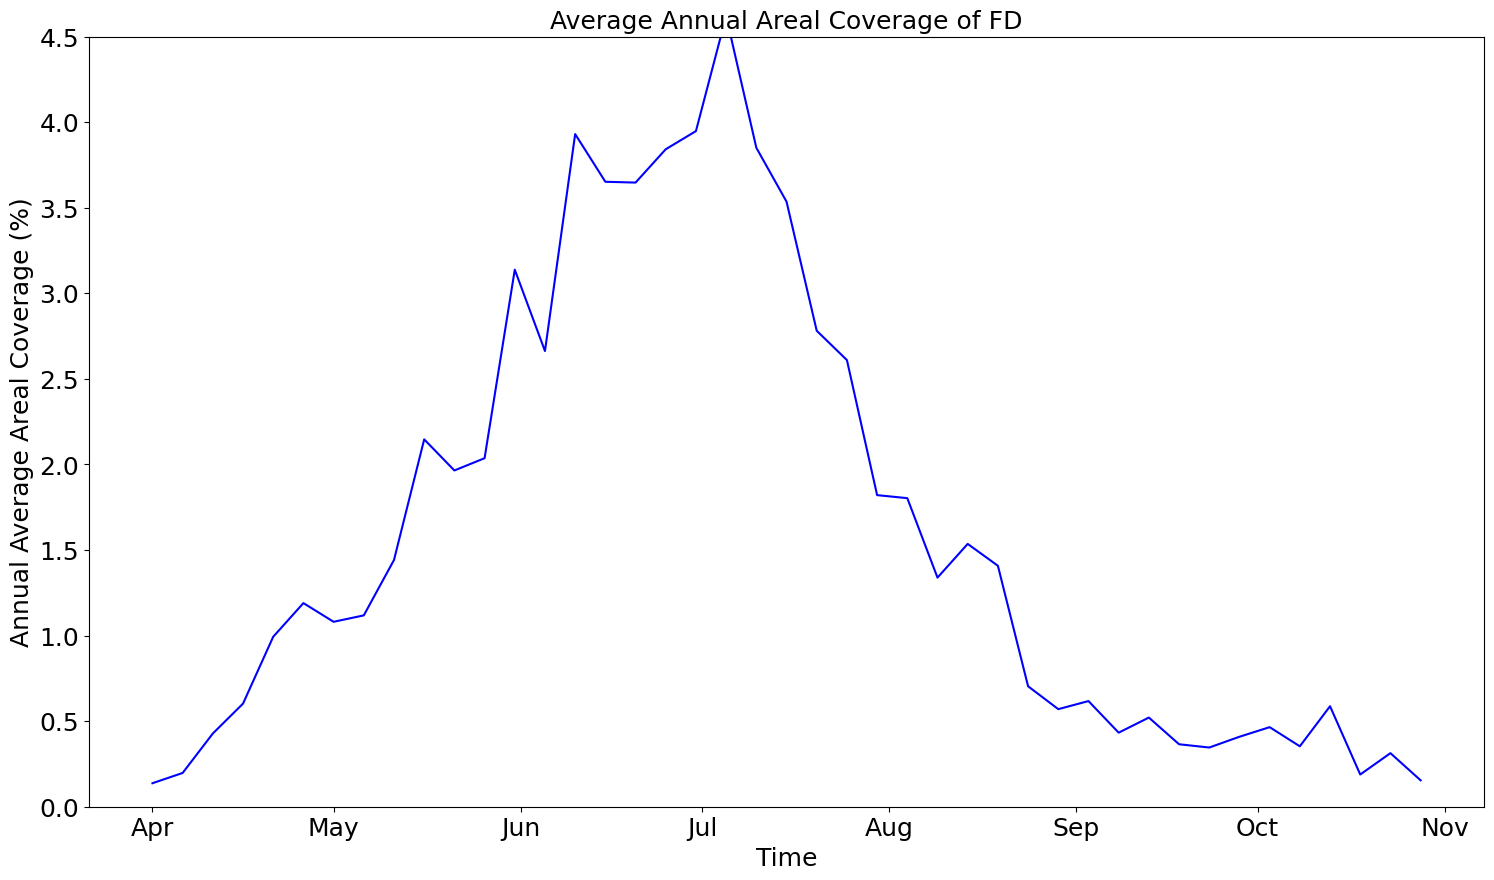 Average Annual Areal Coverage of FD
Annual Average Areal Coverage (%)
4.5
4.0
3.5
3.0
2.5
2.0
1.5
1.0
0.5
0.0
Apr May Jun Jul Aug Sep Oct Nov
Time